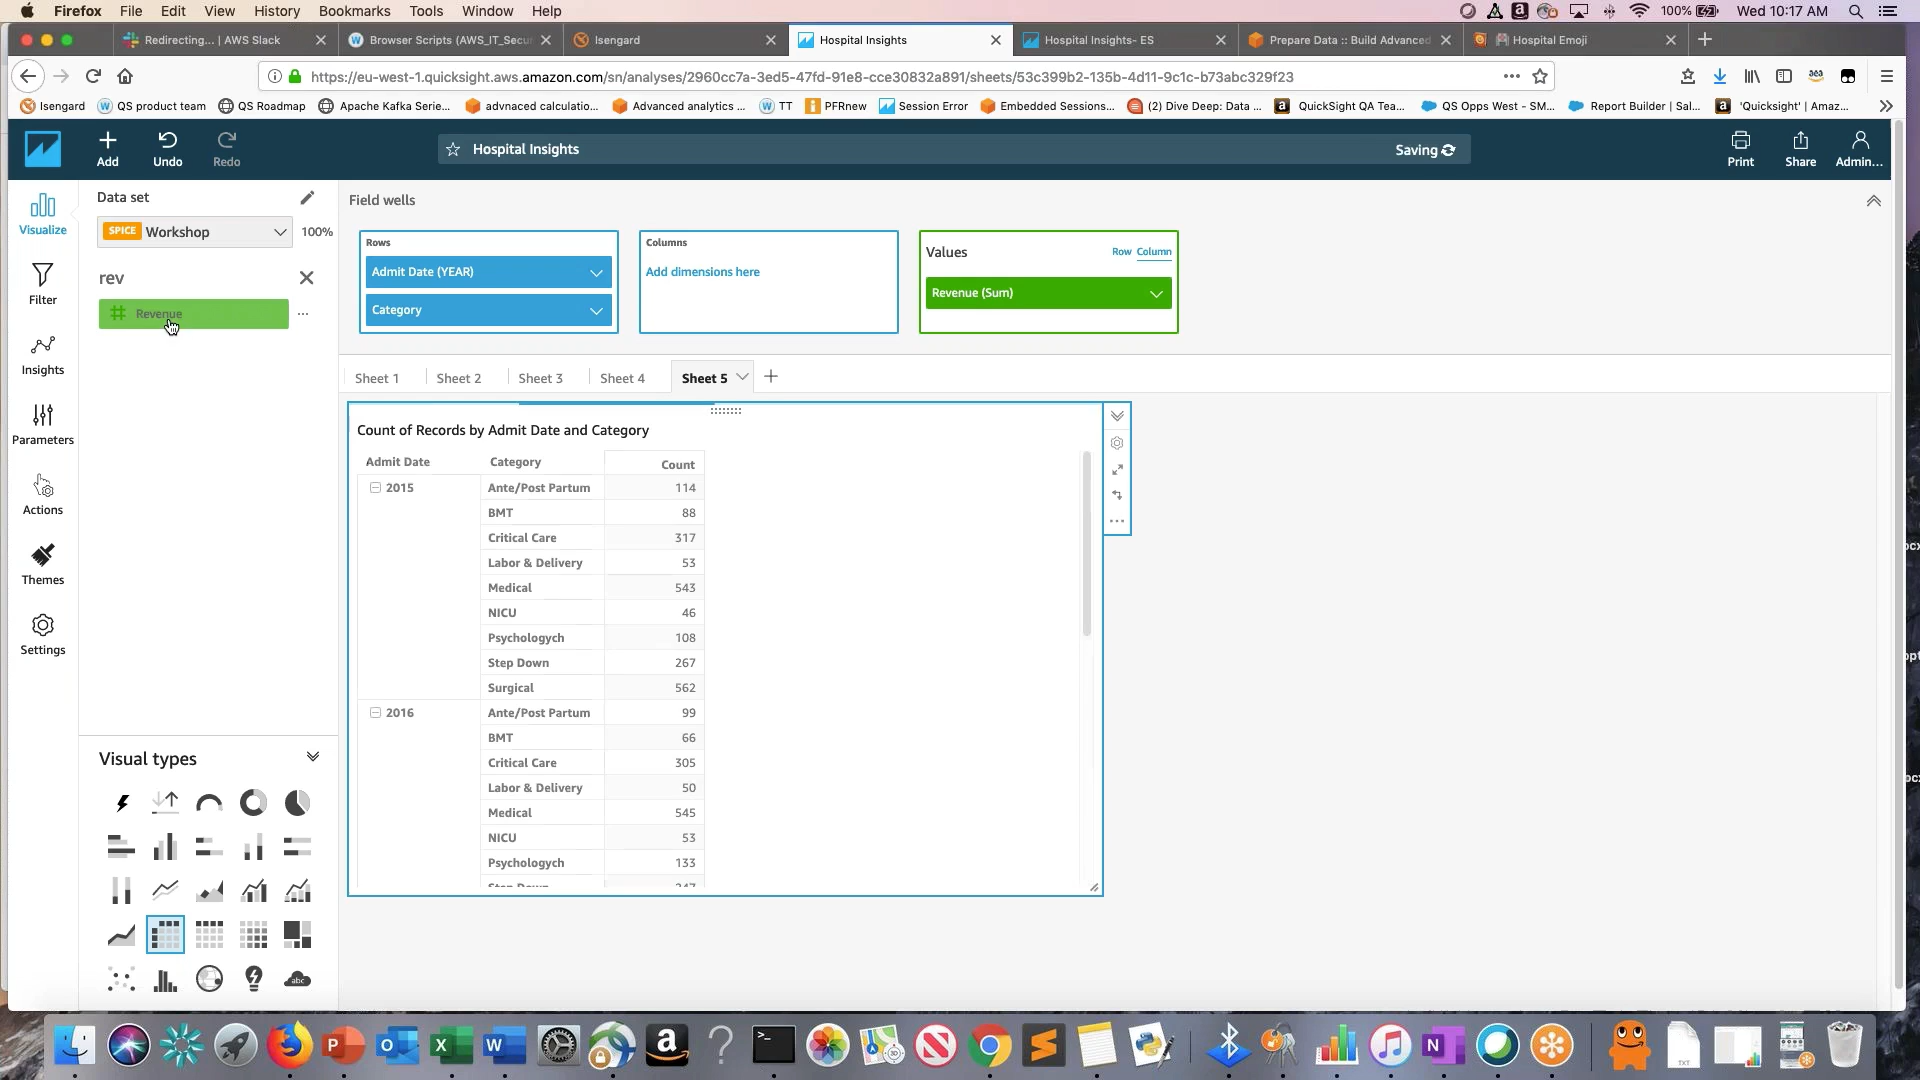 Firefox File Edit View History Bookmarks Tools Window Help 100% Wed 10:17 AM
Redirecting... | AWS Slack Browser Scripts (AWS_IT_Secu Isengard Hospital Insights Hospital Insights- ES Prepare Data :: Build Advanced Hospital Emoji
https://eu-west-1.quicksight.aws.amazon.com/sn/analyses/2960cc7a-3ed5-47fd-91e8-cce30832a891/sheets/53c399b2-135b-4d11-9c1c-b73abc329f23
Isengard QS product team QS Roadmap Apache Kafka Serie... advnaced calculatio... Advanced analytics ... TT PFRnew Session Error Embedded Sessions... (2) Dive Deep: Data ... QuickSight QA Tea... QS Opps West - SM... Report Builder | Sal... 'Quicksight' | Amaz...
Add Undo Redo Hospital Insights Saving Print Share Admin...
Data set
SPICE Workshop 100%
rev
Revenue
Visualize
Filter
Insights
Parameters
Actions
Themes
Settings
Field wells
Rows
Admit Date (YEAR)
Category
Columns
Add dimensions here
Values Row Column
Revenue (Sum)
Sheet 1 Sheet 2 Sheet 3 Sheet 4 Sheet 5
Count of Records by Admit Date and Category
Admit Date Category Count
2015 Ante/Post Partum 114
BMT 88
Critical Care 317
Labor & Delivery 53
Medical 543
NICU 46
Psychologych 108
Step Down 267
Surgical 562
2016 Ante/Post Partum 99
BMT 66
Critical Care 305
Labor & Delivery 50
Medical 545
NICU 53
Psychologych 133
Step Down 247
Visual types
abc